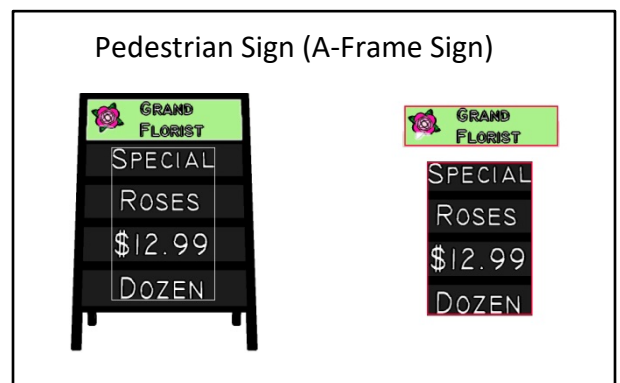 Pedestrian Sign (A-Frame Sign)
GRAND
FLORIST
SPECIAL
ROSES
$12.99
DOZEN
GRAND
FLORIST
SPECIAL
ROSES
$12.99
DOZEN